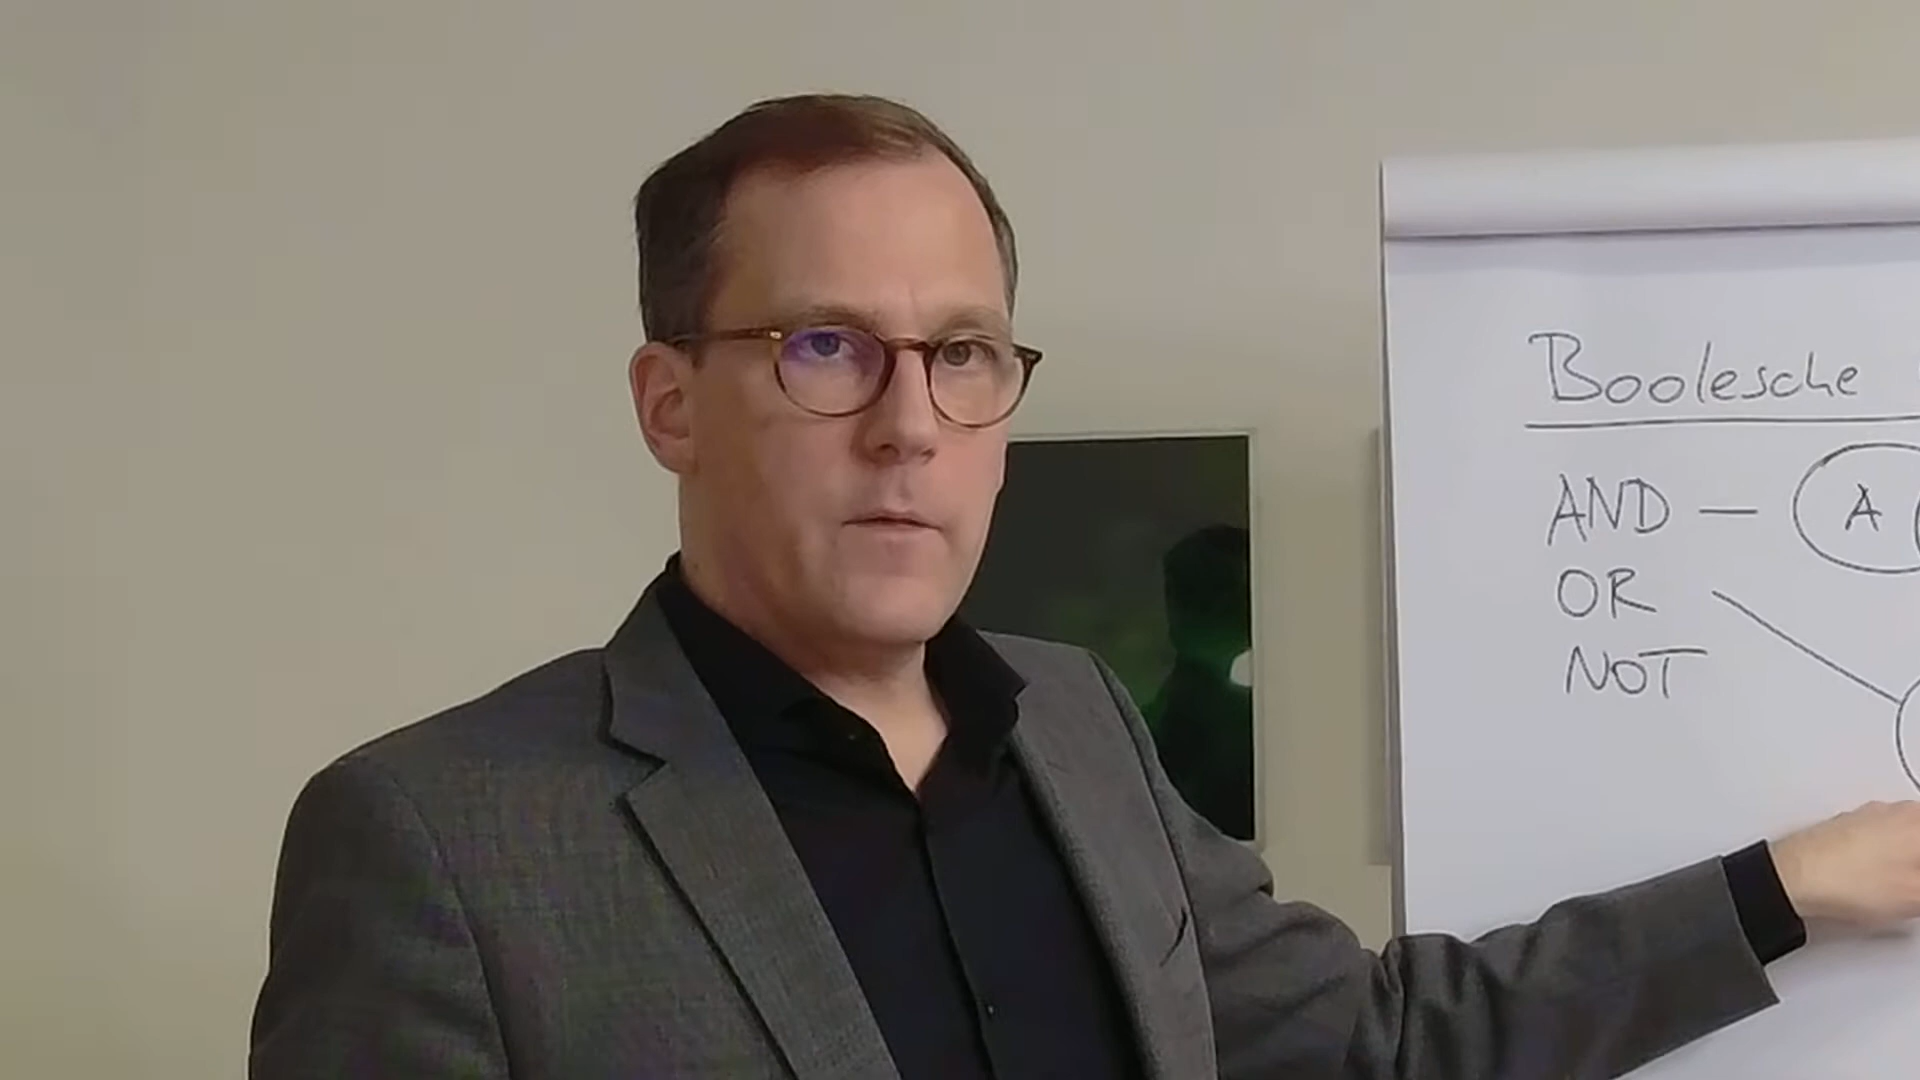 Boolesche
AND — A
OR
NOT